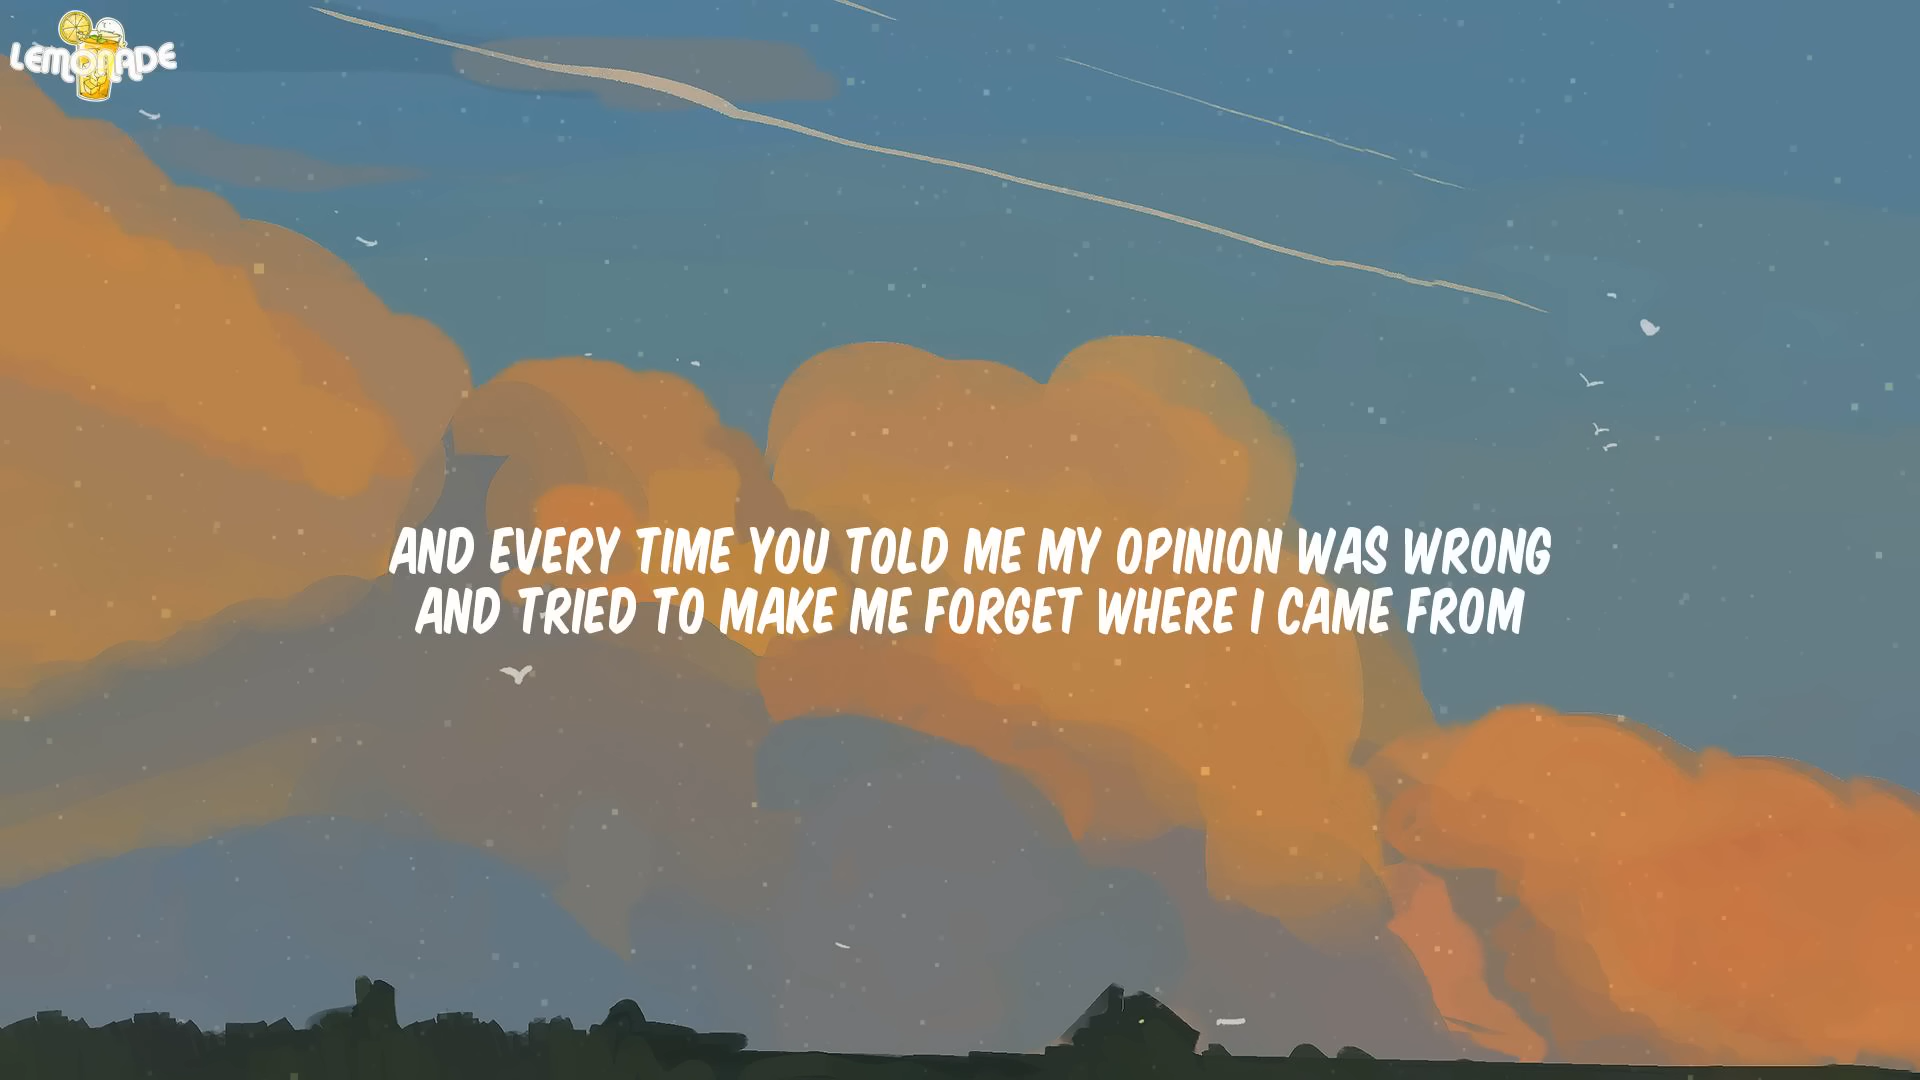 LEMONADE
AND EVERY TIME YOU TOLD ME MY OPINION WAS WRONG
AND TRIED TO MAKE ME FORGET WHERE I CAME FROM